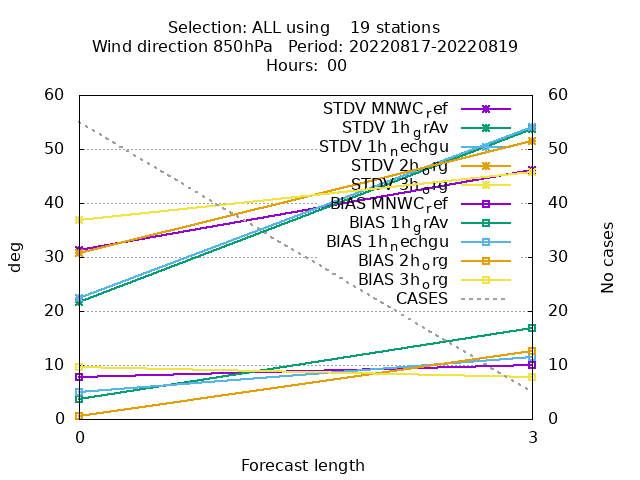 Selection: ALL using 19 stations
Wind direction 850hPa Period: 20220817-20220819
Hours: 00
60 60
STDV MNWC_ref
STDV 1h_grAv
50 50
STDV 1h_nechgu
STDV 2h_org
STDV 3h_org
40 40
BIAS MNWC_ref
BIAS 1h_grAv
BIAS 1h_nechgu
30 30
BIAS 2h_org
BIAS 3h_org
CASES
20 20
10 10
0 0
0 3
deg
No cases
Forecast length